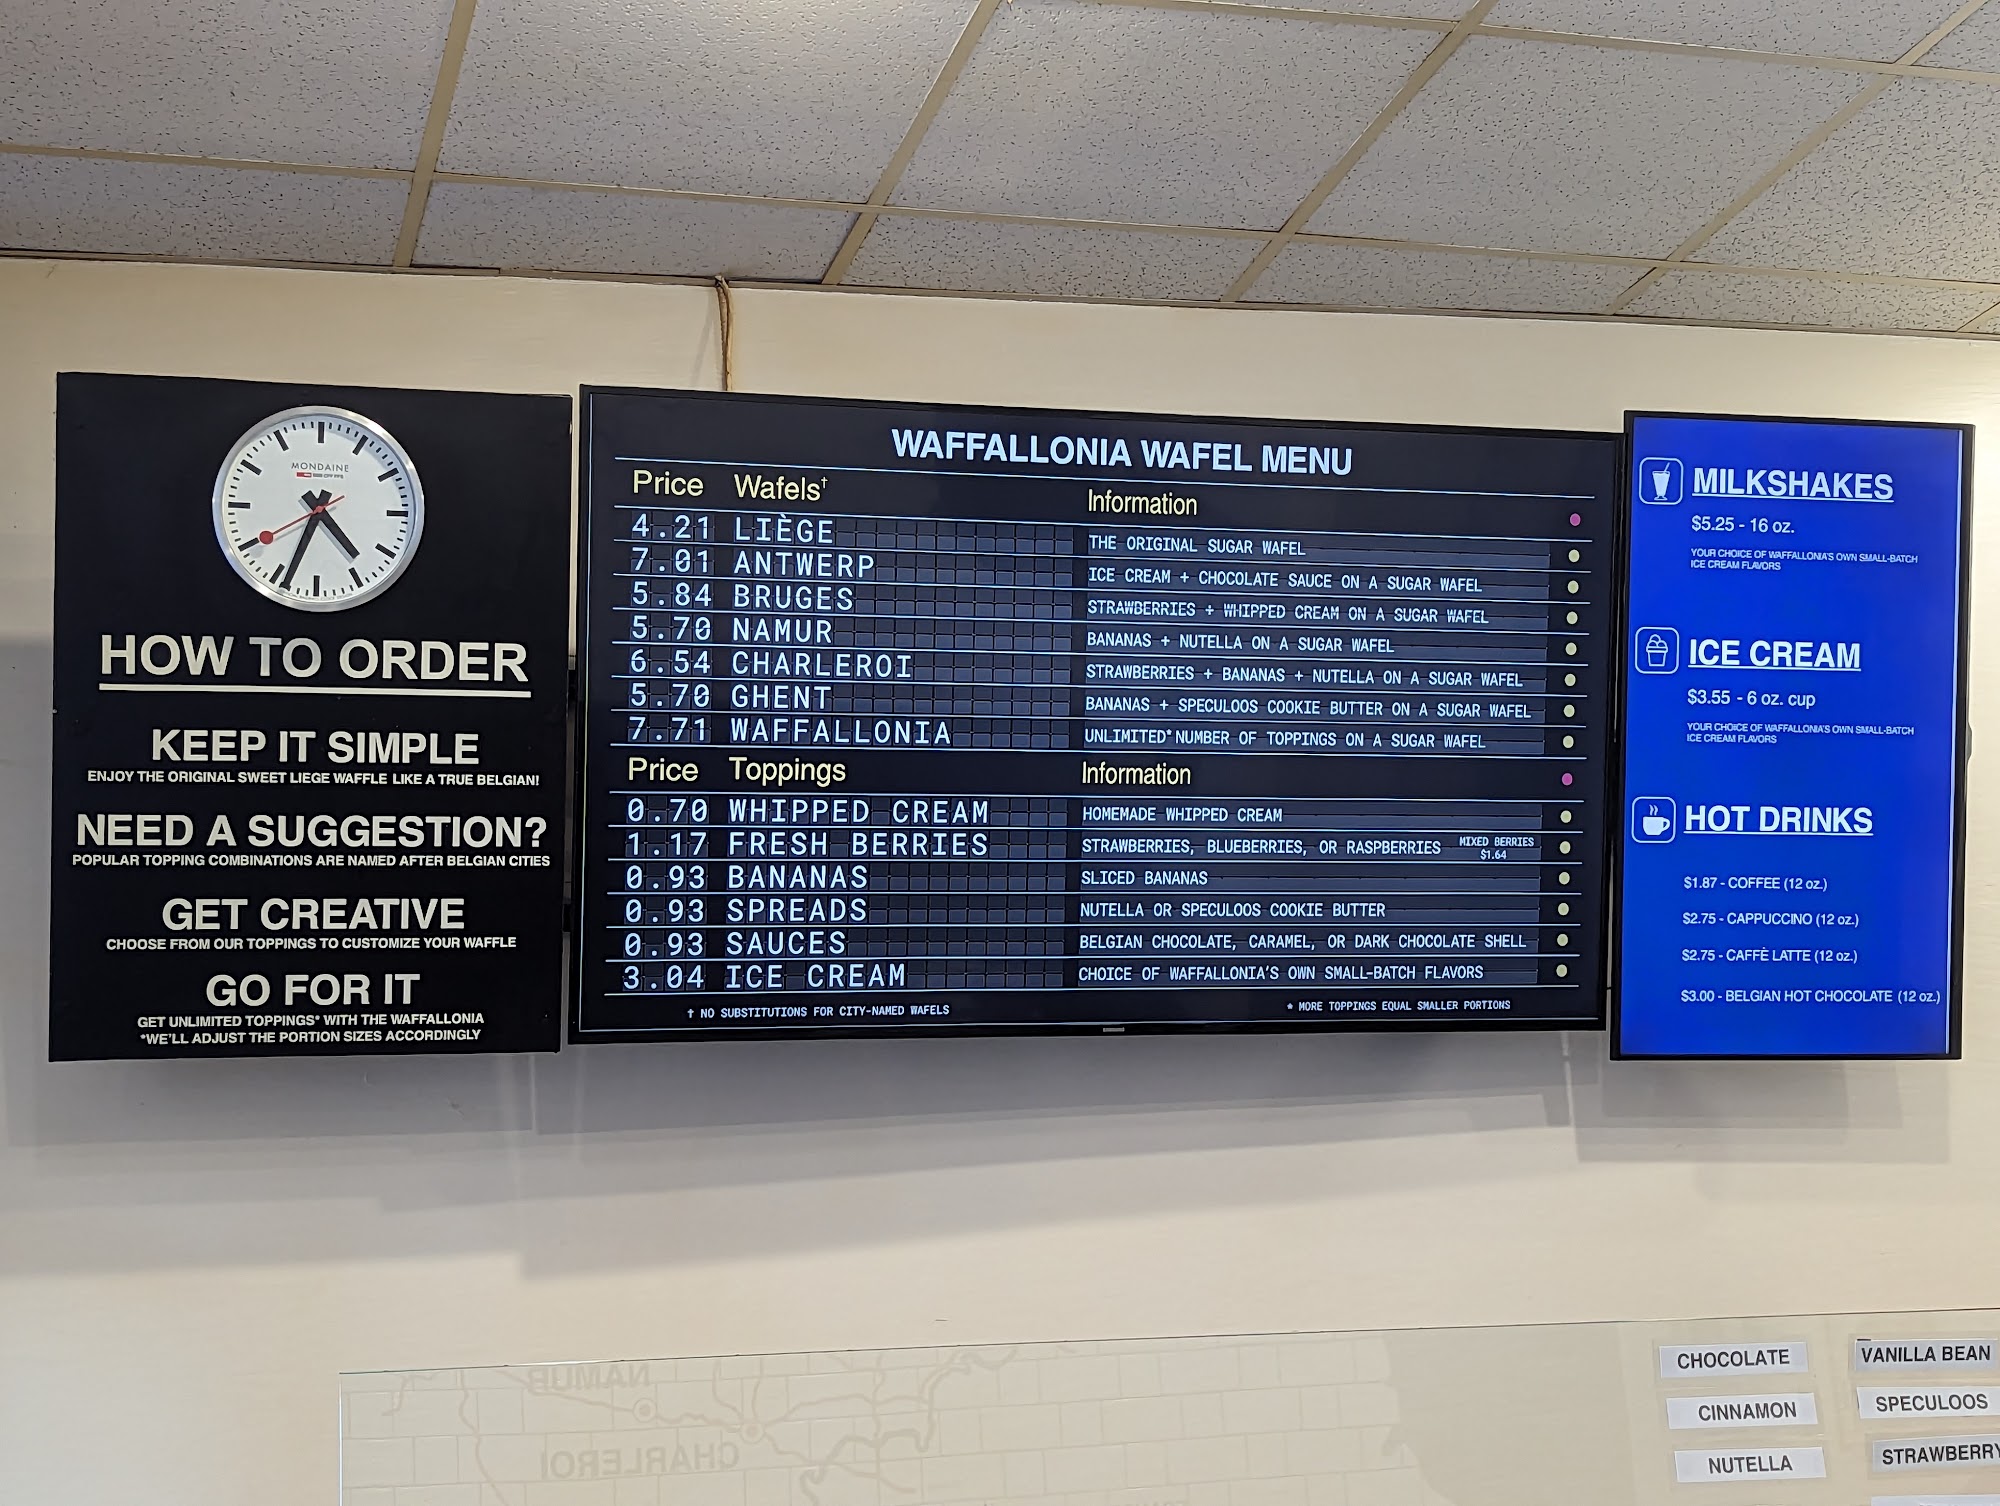 MONDAINE
HOW TO ORDER
KEEP IT SIMPLE
ENJOY THE ORIGINAL SWEET LIEGE WAFFLE LIKE A TRUE BELGIAN!
NEED A SUGGESTION?
POPULAR TOPPING COMBINATIONS ARE NAMED AFTER BELGIAN CITIES
GET CREATIVE
CHOOSE FROM OUR TOPPINGS TO CUSTOMIZE YOUR WAFFLE
GO FOR IT
GET UNLIMITED TOPPINGS* WITH THE WAFFALLONIA
*WE'LL ADJUST THE PORTION SIZES ACCORDINGLY
WAFFALLONIA WAFEL MENU
Price Wafels† Information
4.21 LIÈGE THE ORIGINAL SUGAR WAFEL
7.01 ANTWERP ICE CREAM + CHOCOLATE SAUCE ON A SUGAR WAFEL
5.84 BRUGES STRAWBERRIES + WHIPPED CREAM ON A SUGAR WAFEL
5.70 NAMUR BANANAS + NUTELLA ON A SUGAR WAFEL
6.54 CHARLEROI STRAWBERRIES + BANANAS + NUTELLA ON A SUGAR WAFEL
5.70 GHENT BANANAS + SPECULOOS COOKIE BUTTER ON A SUGAR WAFEL
7.71 WAFFALLONIA UNLIMITED* NUMBER OF TOPPINGS ON A SUGAR WAFEL
Price Toppings Information
0.70 WHIPPED CREAM HOMEMADE WHIPPED CREAM
1.17 FRESH BERRIES STRAWBERRIES, BLUEBERRIES, OR RASPBERRIES MIXED BERRIES $1.64
0.93 BANANAS SLICED BANANAS
0.93 SPREADS NUTELLA OR SPECULOOS COOKIE BUTTER
0.93 SAUCES BELGIAN CHOCOLATE, CARAMEL, OR DARK CHOCOLATE SHELL
3.04 ICE CREAM CHOICE OF WAFFALLONIA'S OWN SMALL-BATCH FLAVORS
† NO SUBSTITUTIONS FOR CITY-NAMED WAFELS * MORE TOPPINGS EQUAL SMALLER PORTIONS
MILKSHAKES
$5.25 - 16 oz.
YOUR CHOICE OF WAFFALLONIA'S OWN SMALL-BATCH
ICE CREAM FLAVORS
ICE CREAM
$3.55 - 6 oz. cup
YOUR CHOICE OF WAFFALLONIA'S OWN SMALL-BATCH
ICE CREAM FLAVORS
HOT DRINKS
$1.87 - COFFEE (12 oz.)
$2.75 - CAPPUCCINO (12 oz.)
$2.75 - CAFFÈ LATTE (12 oz.)
$3.00 - BELGIAN HOT CHOCOLATE (12 oz.)
NAMUR
CHARLEROI
CHOCOLATE VANILLA BEAN
CINNAMON SPECULOOS
NUTELLA STRAWBERRY